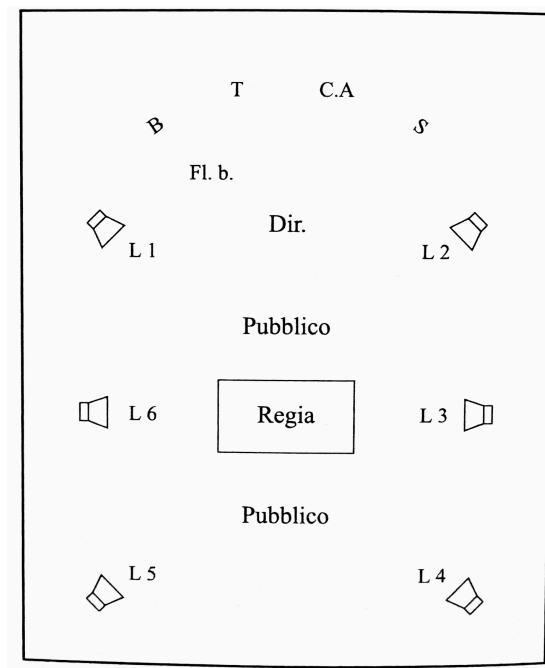 T C.A
B S
Fl. b.
Dir.
L 1 L 2
Pubblico
L 6 Regia L 3
Pubblico
L 5 L 4